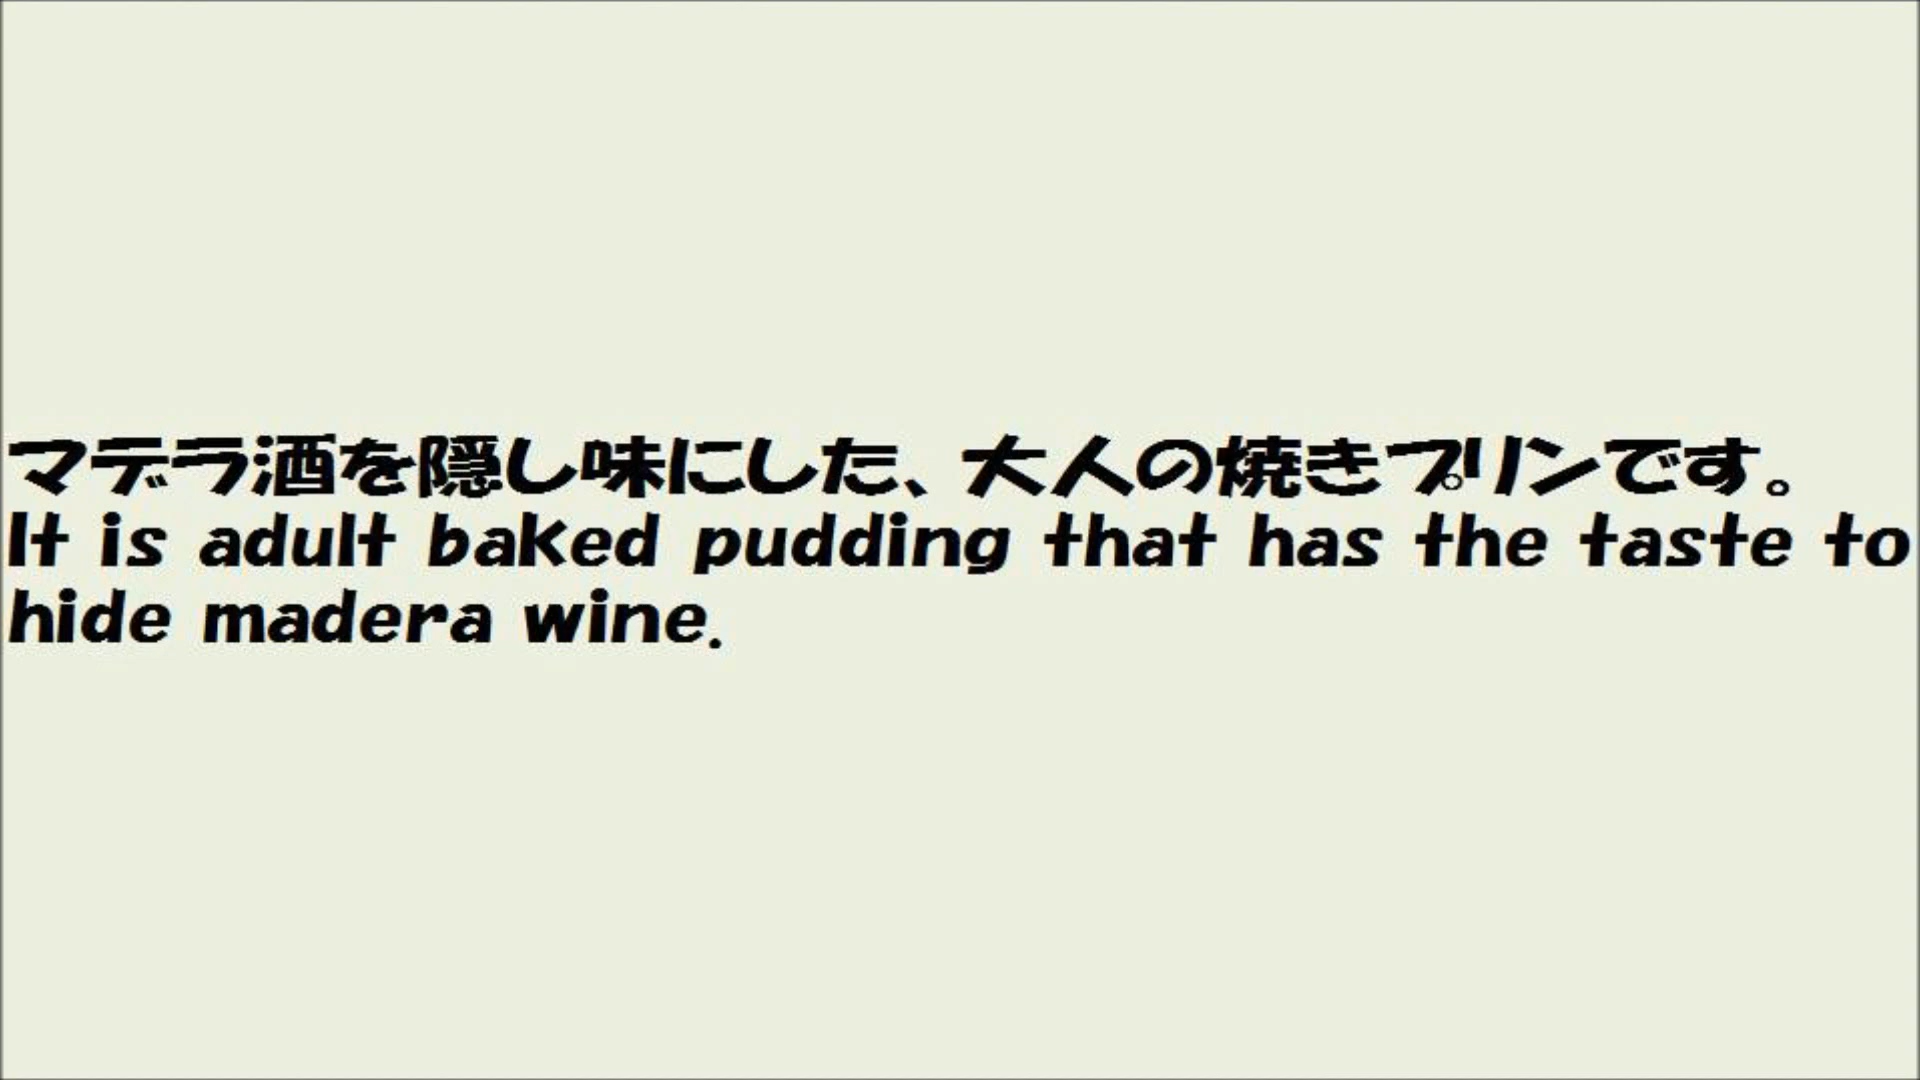 マデラ酒を隠し味にした、大人の焼きプリンです。
It is adult baked pudding that has the taste to
hide madera wine.